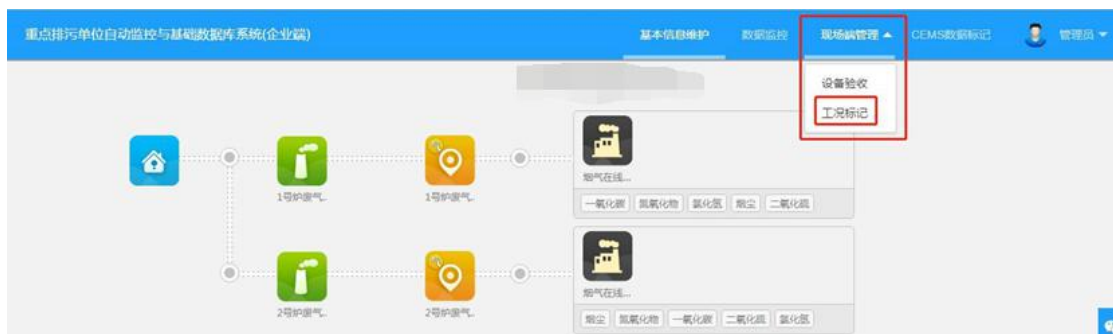 重点排污单位自动监控与基础数据库系统(企业端)
基本信息维护 数据监控 现场端管理 CEMS数据标记 管理员
设备验收
工况标记
烟气在线...
1号炉废气.. 1号炉废气..
一氧化碳 氮氧化物 氯化氢 烟尘 二氧化硫
烟气在线...
2号炉废气.. 2号炉废气..
烟尘 氮氧化物 一氧化碳 二氧化硫 氯化氢